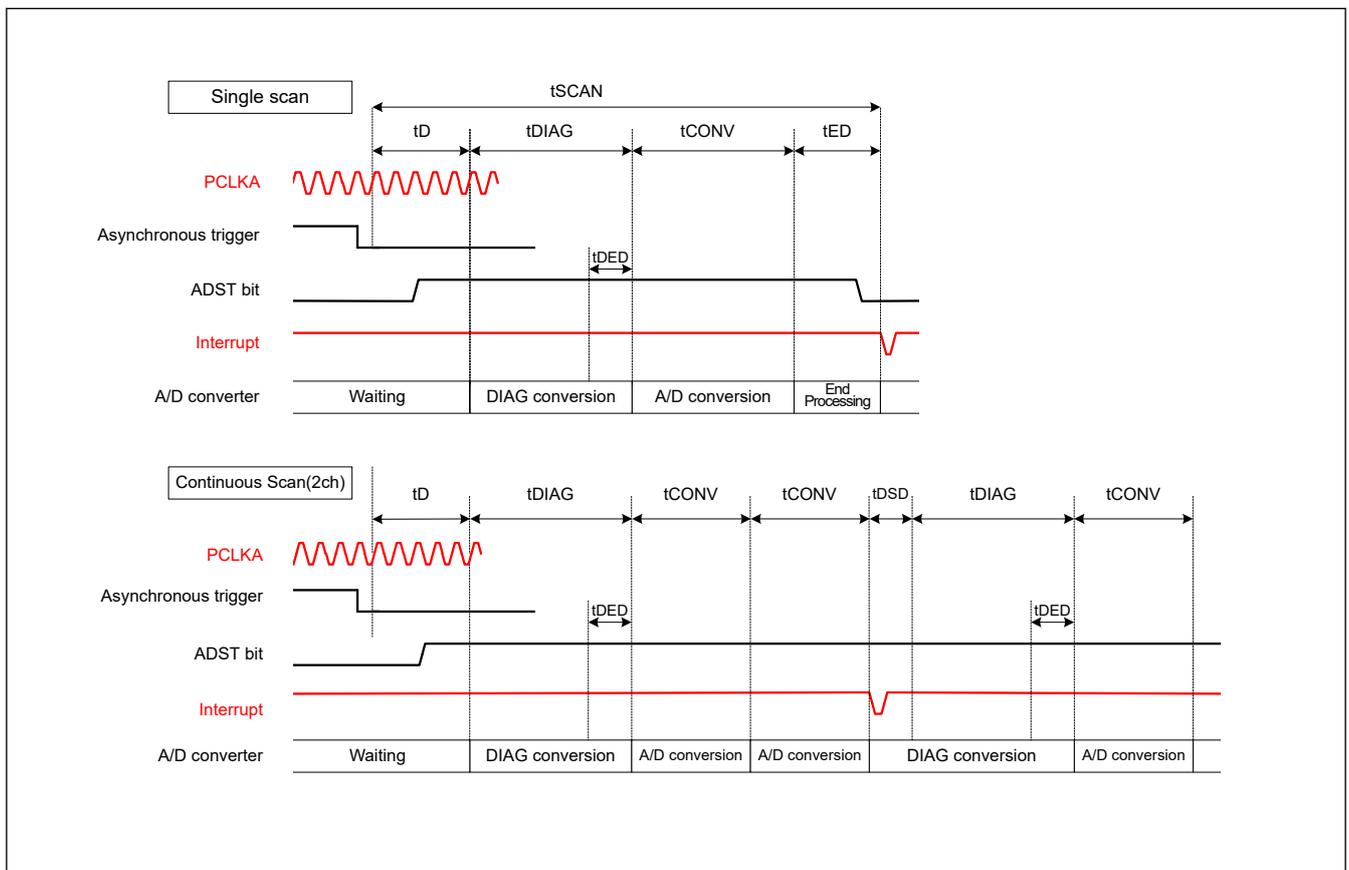 Single scan
tSCAN
tD tDIAG tCONV tED
PCLKA
Asynchronous trigger
tDED
ADST bit
Interrupt
A/D converter Waiting DIAG conversion A/D conversion End Processing
Continuous Scan(2ch)
tD tDIAG tCONV tCONV tDSD tDIAG tCONV
PCLKA
Asynchronous trigger
tDED tDED
ADST bit
Interrupt
A/D converter Waiting DIAG conversion A/D conversion A/D conversion DIAG conversion A/D conversion